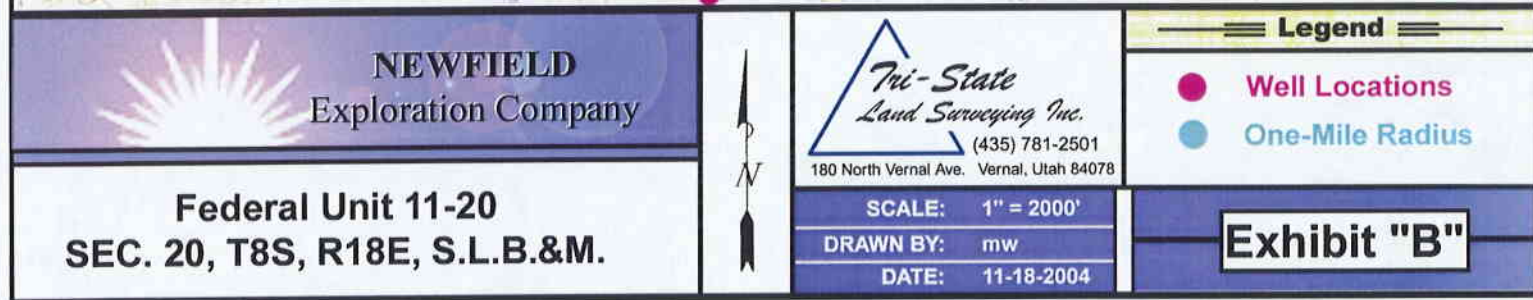 NEWFIELD
Exploration Company
Federal Unit 11-20
SEC. 20, T8S, R18E, S.L.B.&M.
N
Tri-State
Land Surveying Inc.
(435) 781-2501
180 North Vernal Ave. Vernal, Utah 84078
SCALE: 1" = 2000'
DRAWN BY: mw
DATE: 11-18-2004
Legend
Well Locations
One-Mile Radius
Exhibit "B"